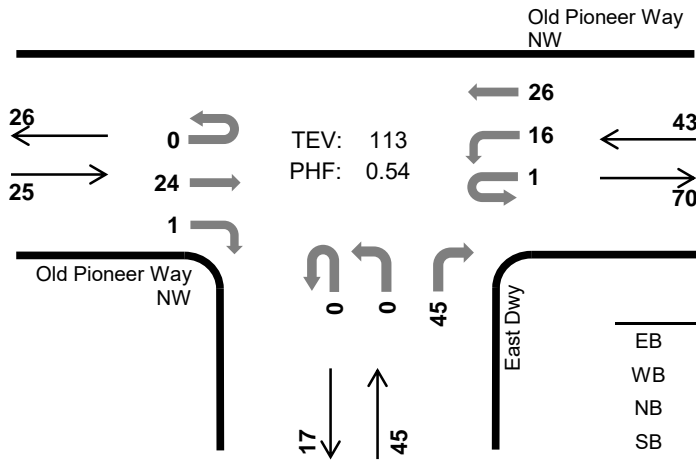 Old Pioneer Way
NW
26
26
0
TEV: 113
16
43
PHF: 0.54
24
1
25
70
1
Old Pioneer Way
NW
0
0
45
East Dwy
EB
WB
NB
SB
17
45